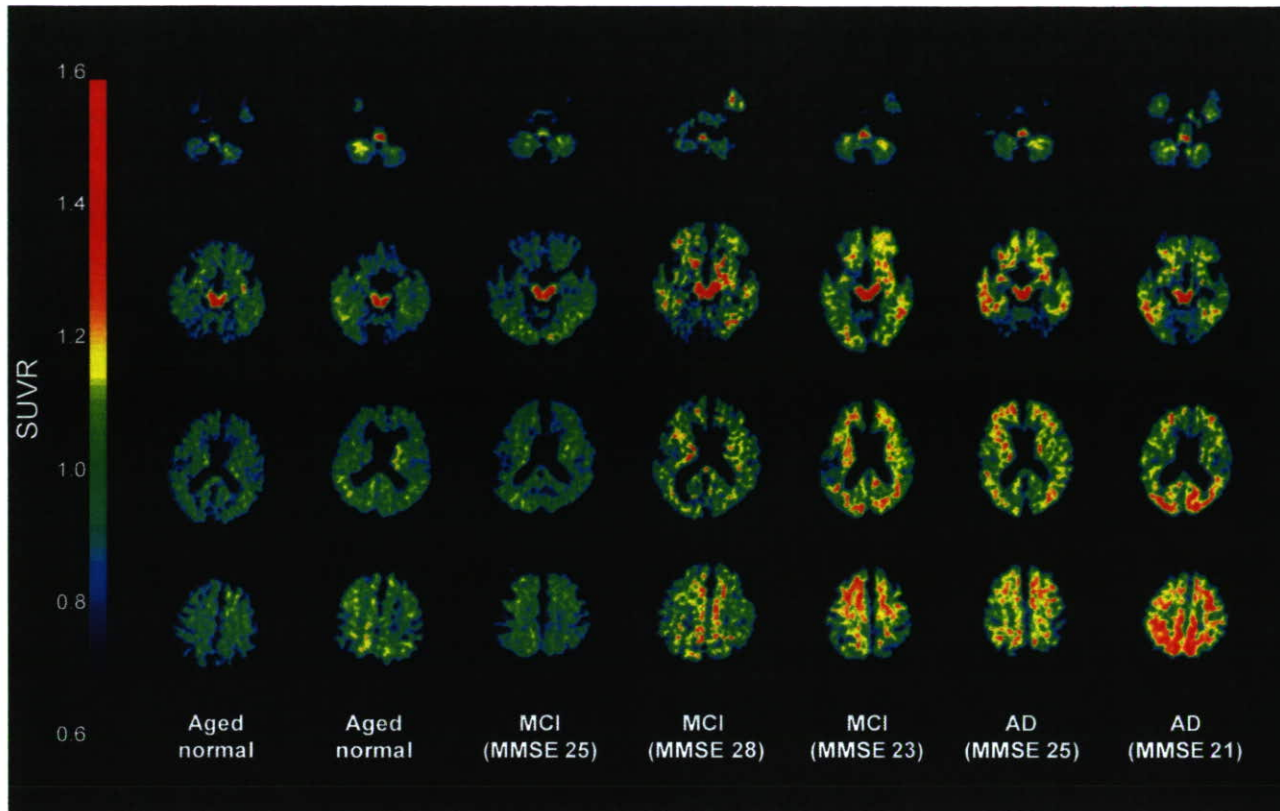 1.6
1.4
1.2
SUVR
1.0
0.8
0.6
Aged
normal
Aged
normal
MCI
(MMSE 25)
MCI
(MMSE 28)
MCI
(MMSE 23)
AD
(MMSE 25)
AD
(MMSE 21)